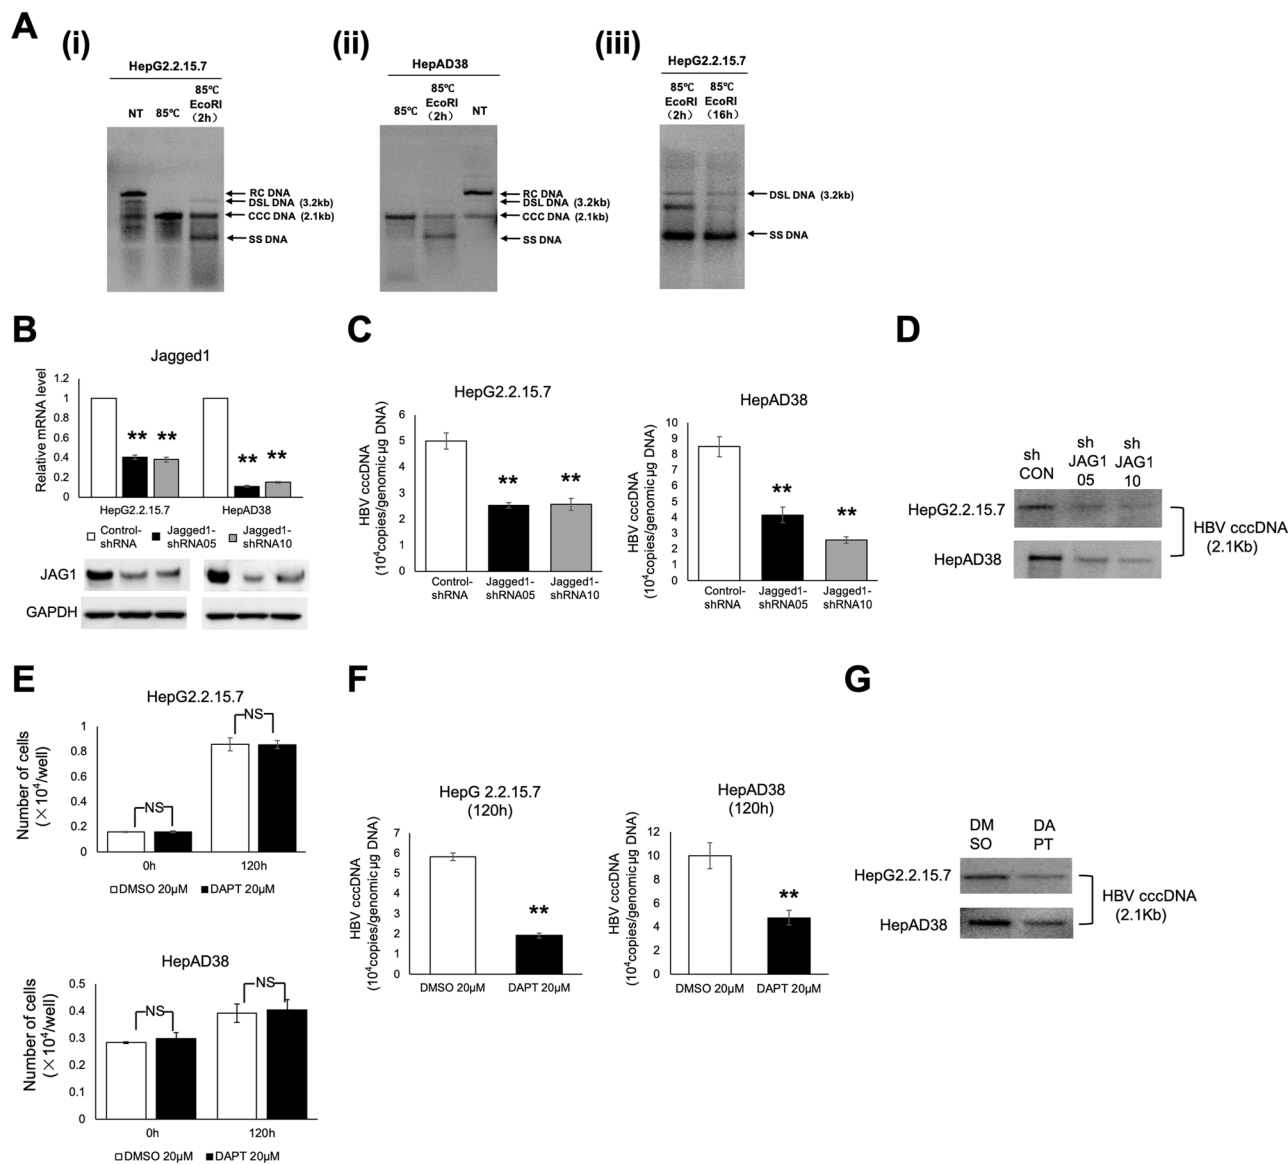 A
(i)
HepG2.2.15.7
NT
85℃
85℃
EcoRI
(2h)
RC DNA
DSL DNA (3.2kb)
CCC DNA (2.1kb)
SS DNA
(ii)
HepAD38
85℃
85℃
EcoRI
(2h)
NT
RC DNA
DSL DNA (3.2kb)
CCC DNA (2.1kb)
SS DNA
(iii)
HepG2.2.15.7
85℃
EcoRI
(2h)
85℃
EcoRI
(16h)
DSL DNA (3.2kb)
SS DNA
B
Jagged1
Relative mRNA level
1.2
1
0.8
0.6
0.4
0.2
0
** ** ** **
HepG2.2.15.7 HepAD38
Control-shRNA
Jagged1-shRNA05
Jagged1-shRNA10
JAG1
GAPDH
C
HepG2.2.15.7
HBV cccDNA
(10⁴copies/genomic μg DNA)
6
5
4
3
2
1
0
** **
Control-shRNA
Jagged1-shRNA05
Jagged1-shRNA10
HepAD38
HBV cccDNA
(10⁴copies/genomic μg DNA)
10
9
8
7
6
5
4
3
2
1
0
** **
Control-shRNA
Jagged1-shRNA05
Jagged1-shRNA10
D
sh
CON
sh
JAG1
05
sh
JAG1
10
HepG2.2.15.7
HepAD38
HBV cccDNA
(2.1Kb)
E
HepG2.2.15.7
Number of cells
(×10⁴/well)
1
0.8
0.6
0.4
0.2
0
NS
NS
0h 120h
DMSO 20μM DAPT 20μM
HepAD38
Number of cells
(×10⁴/well)
0.5
0.4
0.3
0.2
0.1
0
NS
NS
0h 120h
DMSO 20μM DAPT 20μM
F
HepG 2.2.15.7
(120h)
HBV cccDNA
(10⁴copies/genomic μg DNA)
7
6
5
4
3
2
1
0
**
DMSO 20μM DAPT 20μM
HepAD38
(120h)
HBV cccDNA
(10⁴copies/genomic μg DNA)
12
10
8
6
4
2
0
**
DMSO 20μM DAPT 20μM
G
DM
SO
DA
PT
HepG2.2.15.7
HepAD38
HBV cccDNA
(2.1Kb)